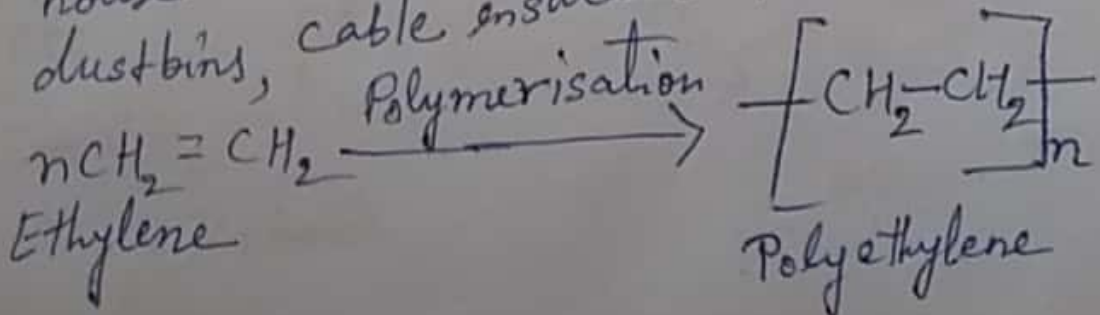 dustbins, cable
nCH₂ = CH₂ Polymerisation → [CH₂-CH₂]n
Ethylene
Polyethylene